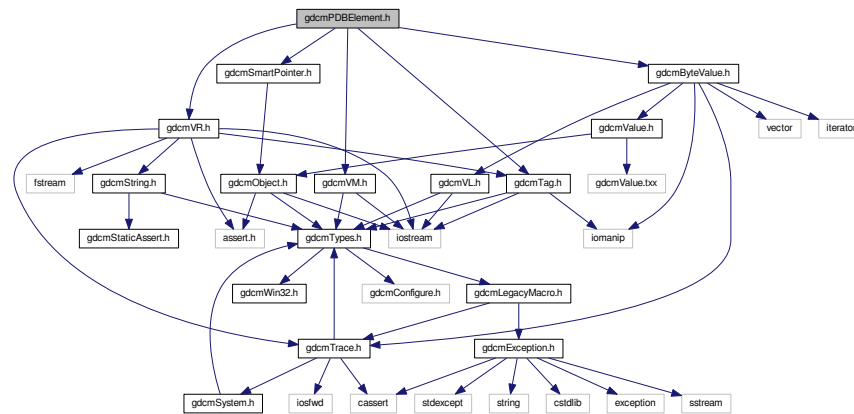 gdcmPDBElement.h
gdcmSmartPointer.h
gdcmByteValue.h
gdcmVR.h
gdcmValue.h
vector
iterator
fstream
gdcmString.h
gdcmObject.h
gdcmVM.h
gdcmVL.h
gdcmTag.h
gdcmValue.txx
gdcmStaticAssert.h
assert.h
gdcmTypes.h
iostream
iomanip
gdcmWin32.h
gdcmConfigure.h
gdcmLegacyMacro.h
gdcmTrace.h
gdcmException.h
gdcmSystem.h
iosfwd
cassert
stdexcept
string
cstdlib
exception
sstream